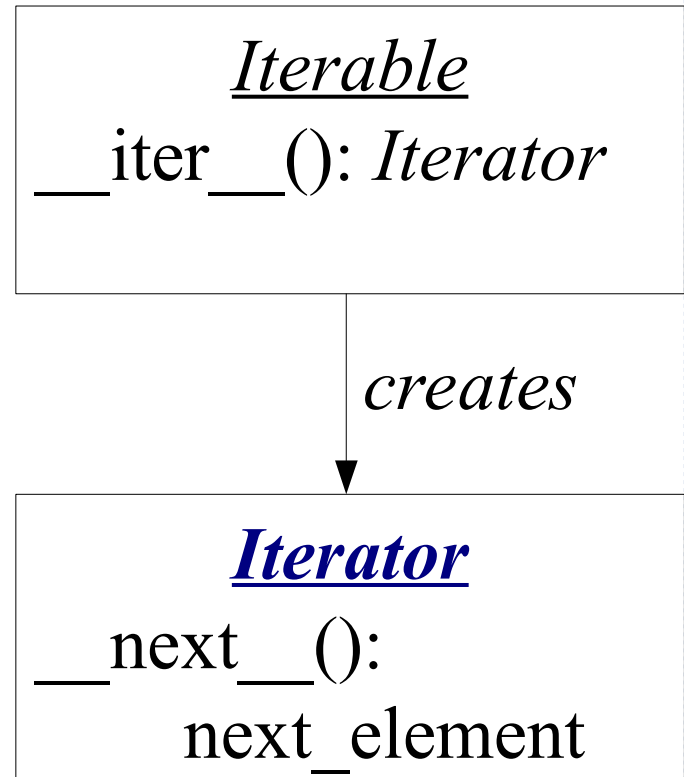 Iterable
__iter__(): Iterator
creates
Iterator
__next__():
next_element